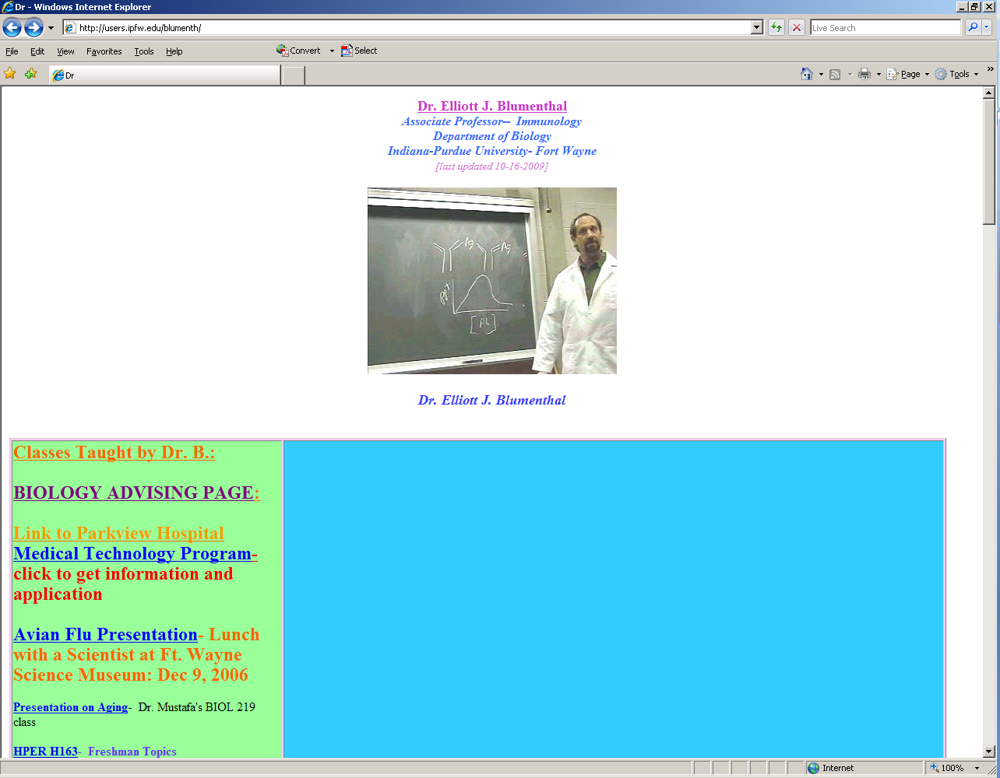 Dr - Windows Internet Explorer
http://users.ipfw.edu/blumenth/
Live Search
File Edit View Favorites Tools Help Convert Select
Dr
Page Tools »
Dr. Elliott J. Blumenthal
Associate Professor-- Immunology
Department of Biology
Indiana-Purdue University- Fort Wayne
[last updated 10-16-2009]
Ag Ag
ppt
[Ab]
Dr. Elliott J. Blumenthal
Classes Taught by Dr. B.:
BIOLOGY ADVISING PAGE:
Link to Parkview Hospital
Medical Technology Program-
click to get information and
application
Avian Flu Presentation- Lunch
with a Scientist at Ft. Wayne
Science Museum: Dec 9, 2006
Presentation on Aging- Dr. Mustafa's BIOL 219
class
HPER H163- Freshman Topics
Internet 100%